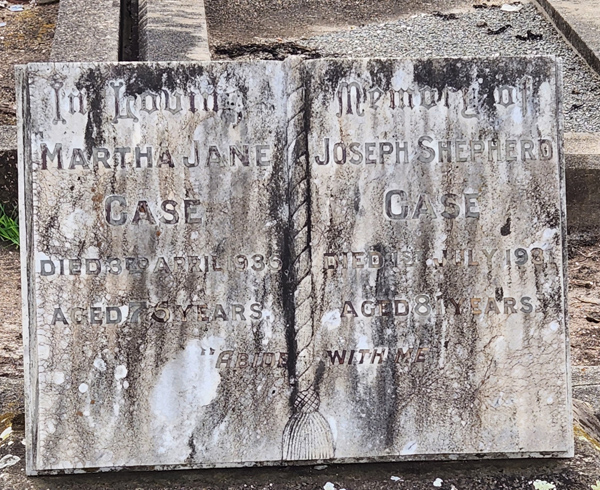 In Loving Memory of
MARTHA JANE
CASE
DIED 3RD APRIL
AGED YEARS.
JOSEPH SHEPHERD
CASE
DIED JULY
AGED YEARS.
"ABIDE WITH ME"